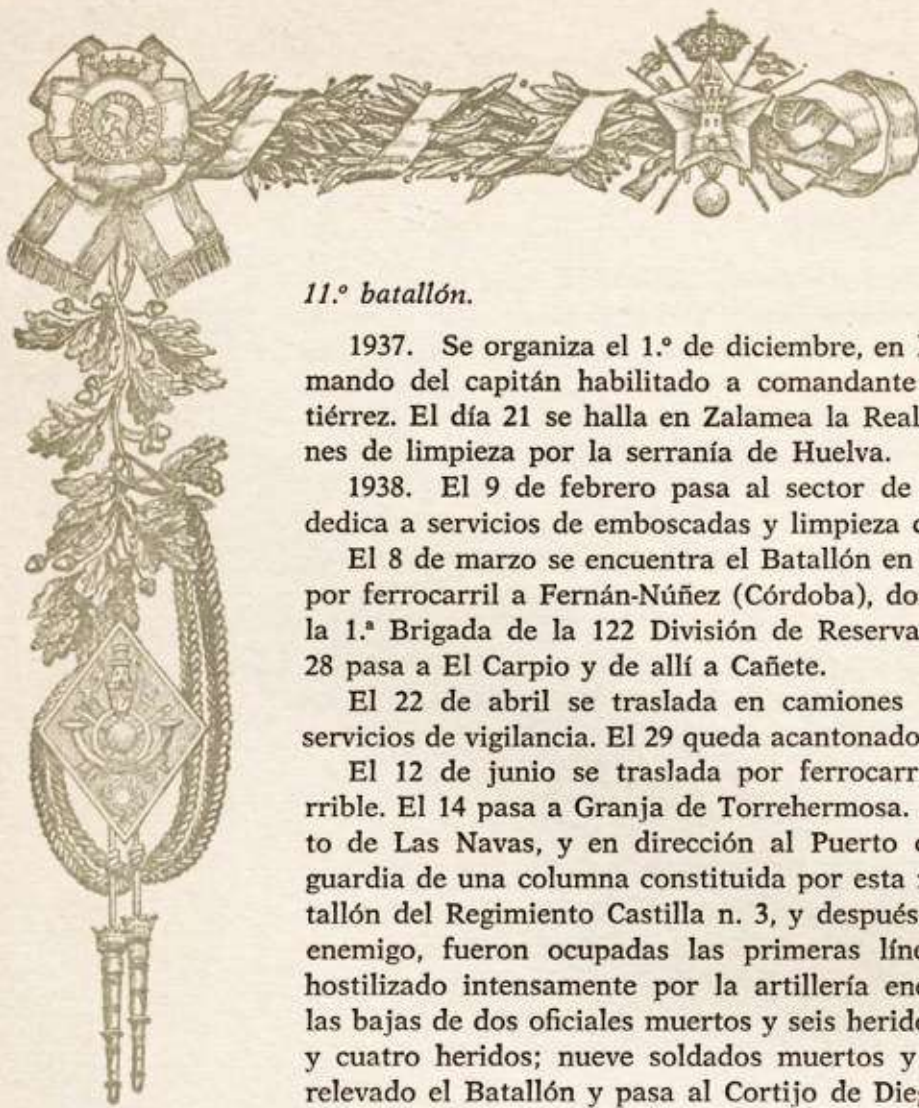 11.º batallón.
1937. Se organiza el 1.º de diciembre, en
mando del capitán habilitado a comandante
tiérrez. El día 21 se halla en Zalamea la Real
nes de limpieza por la serranía de Huelva.
1938. El 9 de febrero pasa al sector de
dedica a servicios de emboscadas y limpieza
El 8 de marzo se encuentra el Batallón en
por ferrocarril a Fernán-Núñez (Córdoba), do
la 1.ª Brigada de la 122 División de Reserva
28 pasa a El Carpio y de allí a Cañete.
El 22 de abril se traslada en camiones
servicios de vigilancia. El 29 queda acantonado
El 12 de junio se traslada por ferrocarr
rrible. El 14 pasa a Granja de Torrehermosa.
to de Las Navas, y en dirección al Puerto
guardia de una columna constituida por esta
tallón del Regimiento Castilla n. 3, y después
enemigo, fueron ocupadas las primeras líne
hostilizado intensamente por la artillería ene
las bajas de dos oficiales muertos y seis herido
y cuatro heridos; nueve soldados muertos y
relevado el Batallón y pasa al Cortijo de Dieg